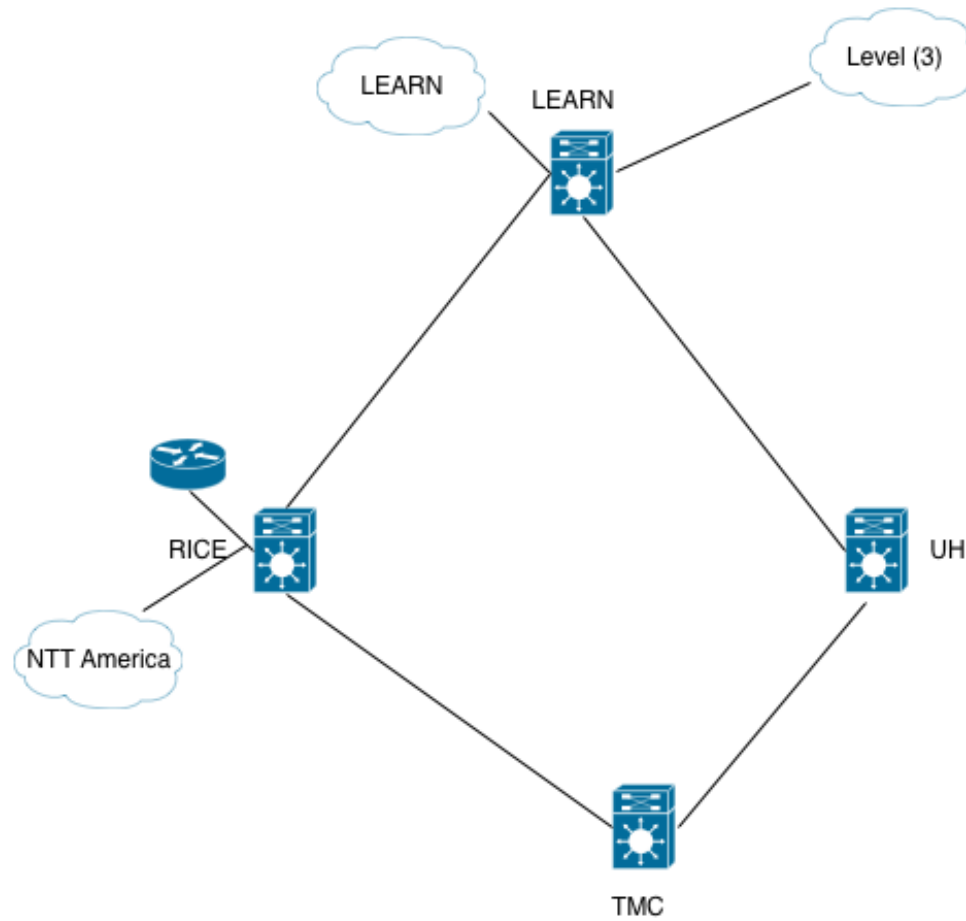 Level (3)
LEARN
LEARN
RICE
UH
NTT America
TMC